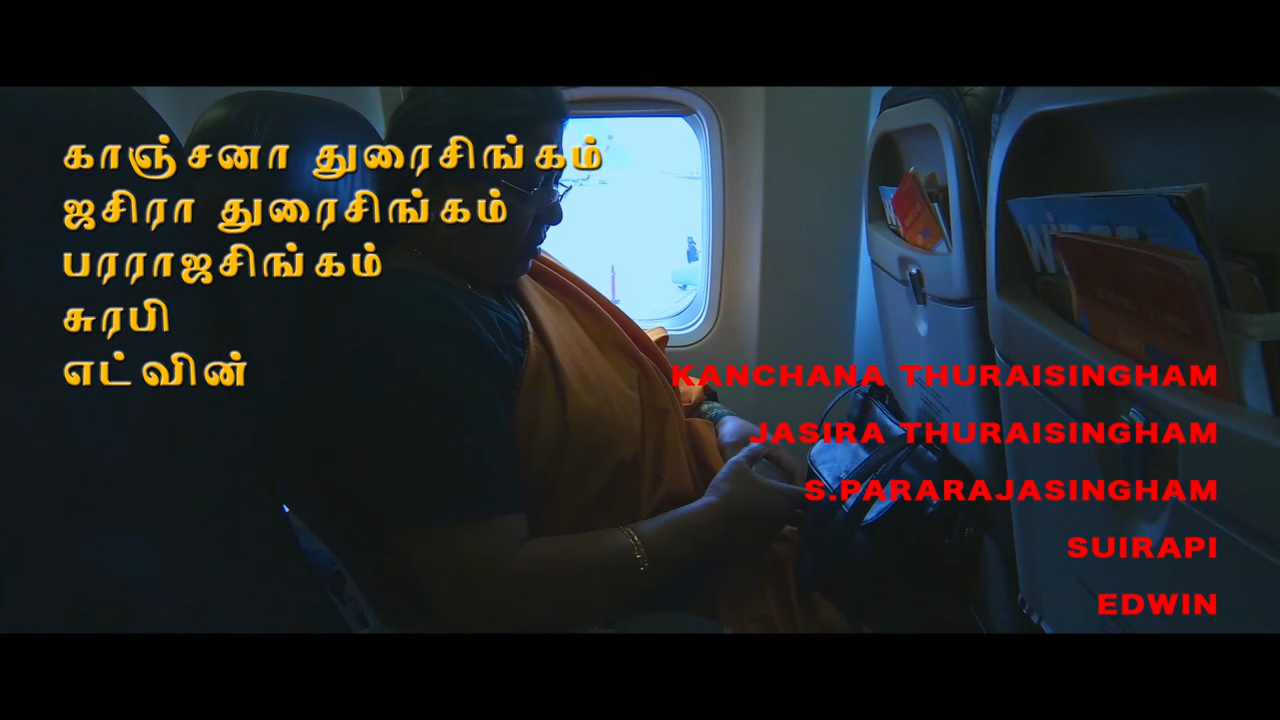 காஞ்சனா துரைசிங்கம்
ஜசிரா துரைசிங்கம்
பரராஜசிங்கம்
சுரபி
எட்வின்
KANCHANA THURAISINGHAM
JASIRA THURAISINGHAM
S.PARARAJASINGHAM
SUIRAPI
EDWIN